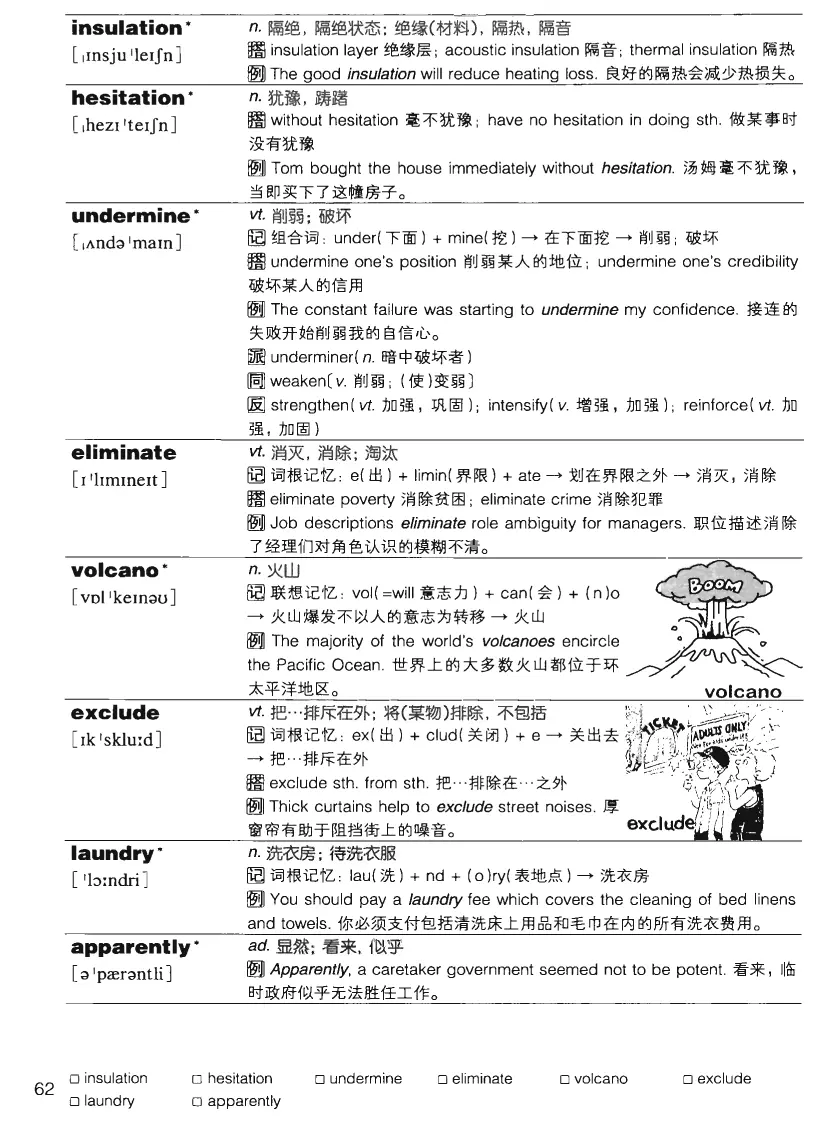 insulation* n. 隔绝, 隔绝状态; 绝缘(材料), 隔热, 隔音
[ˌɪnsjuˈleɪʃn] 搭 insulation layer 绝缘层; acoustic insulation 隔音; thermal insulation 隔热
例 The good insulation will reduce heating loss. 良好的隔热会减少热损失。
hesitation* n. 犹豫, 踌躇
[ˌhezɪˈteɪʃn] 搭 without hesitation 毫不犹豫; have no hesitation in doing sth. 做某事时
没有犹豫
例 Tom bought the house immediately without hesitation. 汤姆毫不犹豫,
当即买下了这幢房子。
undermine* vt. 削弱; 破坏
[ˌʌndəˈmaɪn] 记 组合词: under(下面) + mine(挖) → 在下面挖 → 削弱; 破坏
搭 undermine one's position 削弱某人的地位; undermine one's credibility
破坏某人的信用
例 The constant failure was starting to undermine my confidence. 接连的
失败开始削弱我的自信心。
派 underminer(n. 暗中破坏者)
同 weaken(v. 削弱; (使)变弱)
反 strengthen(vt. 加强, 巩固); intensify(v. 增强, 加强); reinforce(vt. 加
强, 加固)
eliminate vt. 消灭, 消除; 淘汰
[ɪˈlɪmɪneɪt] 记 词根记忆: e(出) + limin(界限) + ate → 划在界限之外 → 消灭, 消除
搭 eliminate poverty 消除贫困; eliminate crime 消除犯罪
例 Job descriptions eliminate role ambiguity for managers. 职位描述消除
了经理们对角色认识的模糊不清。
volcano* n. 火山
[vɒlˈkeɪnəʊ] 记 联想记忆: vol(=will 意志力) + can(会) + (n)o
→ 火山爆发不以人的意志为转移 → 火山
例 The majority of the world's volcanoes encircle
the Pacific Ocean. 世界上的大多数火山都位于环
太平洋地区。
BOOM
volcano
exclude vt. 把…排斥在外; 将(某物)排除, 不包括
[ɪkˈskluːd] 记 词根记忆: ex(出) + clud(关闭) + e → 关出去
→ 把…排斥在外
搭 exclude sth. from sth. 把…排除在…之外
例 Thick curtains help to exclude street noises. 厚
窗帘有助于阻挡街上的噪音。
TICKET
ADULTS ONLY!
exclude
laundry* n. 洗衣房; 待洗衣服
[ˈlɔːndri] 记 词根记忆: lau(洗) + nd + (o)ry(表地点) → 洗衣房
例 You should pay a laundry fee which covers the cleaning of bed linens
and towels. 你必须支付包括清洗床上用品和毛巾在内的所有洗衣费用。
apparently* ad. 显然; 看来, 似乎
[əˈpærəntli] 例 Apparently, a caretaker government seemed not to be potent. 看来, 临
时政府似乎无法胜任工作。
62 □ insulation □ hesitation □ undermine □ eliminate □ volcano □ exclude
□ laundry □ apparently